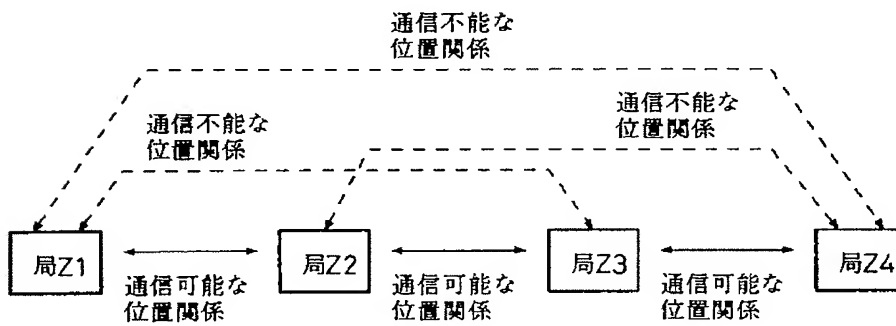 通信不能な
位置関係
通信不能な
位置関係
通信不能な
位置関係
局Z1
局Z2
局Z3
局Z4
通信可能な
位置関係
通信可能な
位置関係
通信可能な
位置関係